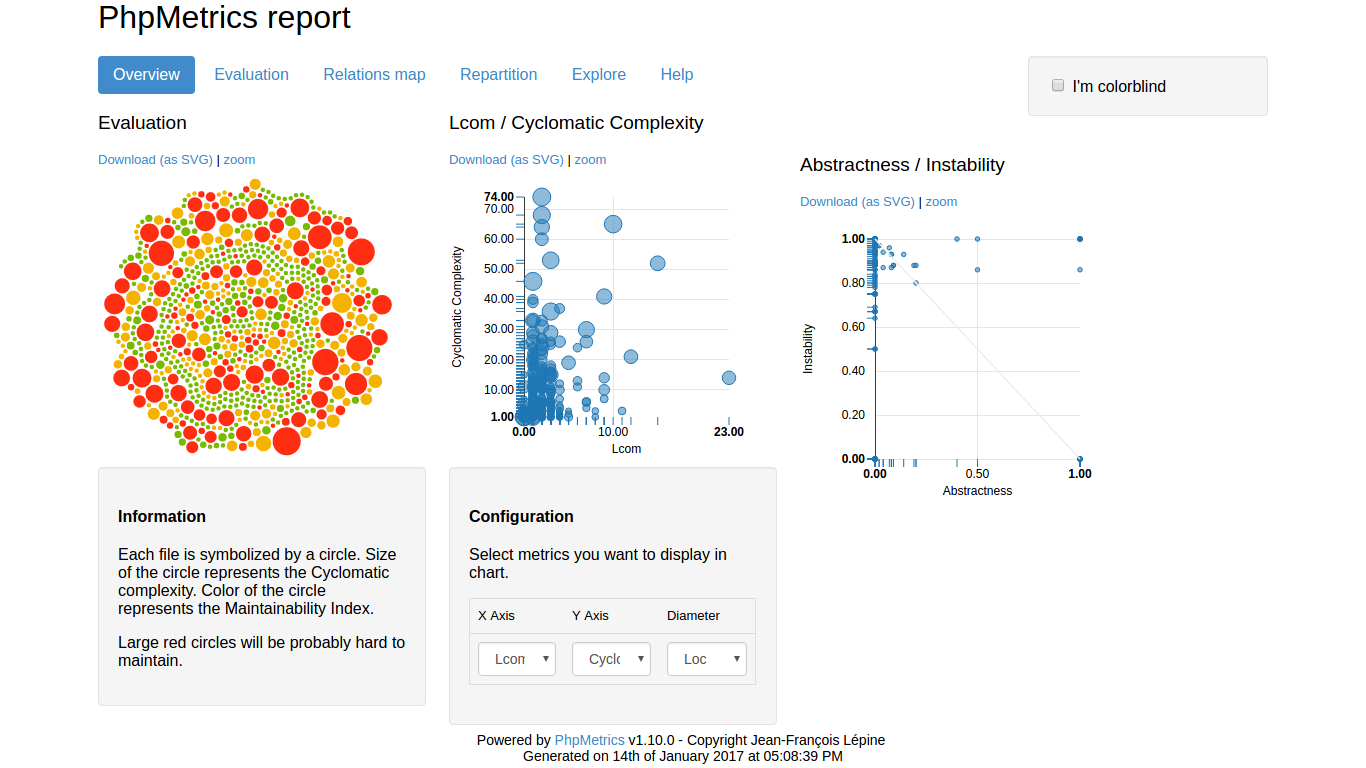 PhpMetrics report
Overview
Evaluation
Relations map
Repartition
Explore
Help
I'm colorblind
Evaluation
Download (as SVG) | zoom
Lcom / Cyclomatic Complexity
Download (as SVG) | zoom
74.00
70.00
60.00
50.00
40.00
30.00
20.00
10.00
1.00
Cyclomatic Complexity
0.00
10.00
23.00
Lcom
Abstractness / Instability
Download (as SVG) | zoom
1.00
0.80
0.60
0.40
0.20
0.00
Instability
0.00
0.50
1.00
Abstractness
Information
Each file is symbolized by a circle. Size
of the circle represents the Cyclomatic
complexity. Color of the circle
represents the Maintainability Index.
Large red circles will be probably hard to
maintain.
Configuration
Select metrics you want to display in
chart.
X Axis
Y Axis
Diameter
Lcom
Cyclo
Loc
Powered by PhpMetrics v1.10.0 - Copyright Jean-François Lépine
Generated on 14th of January 2017 at 05:08:39 PM